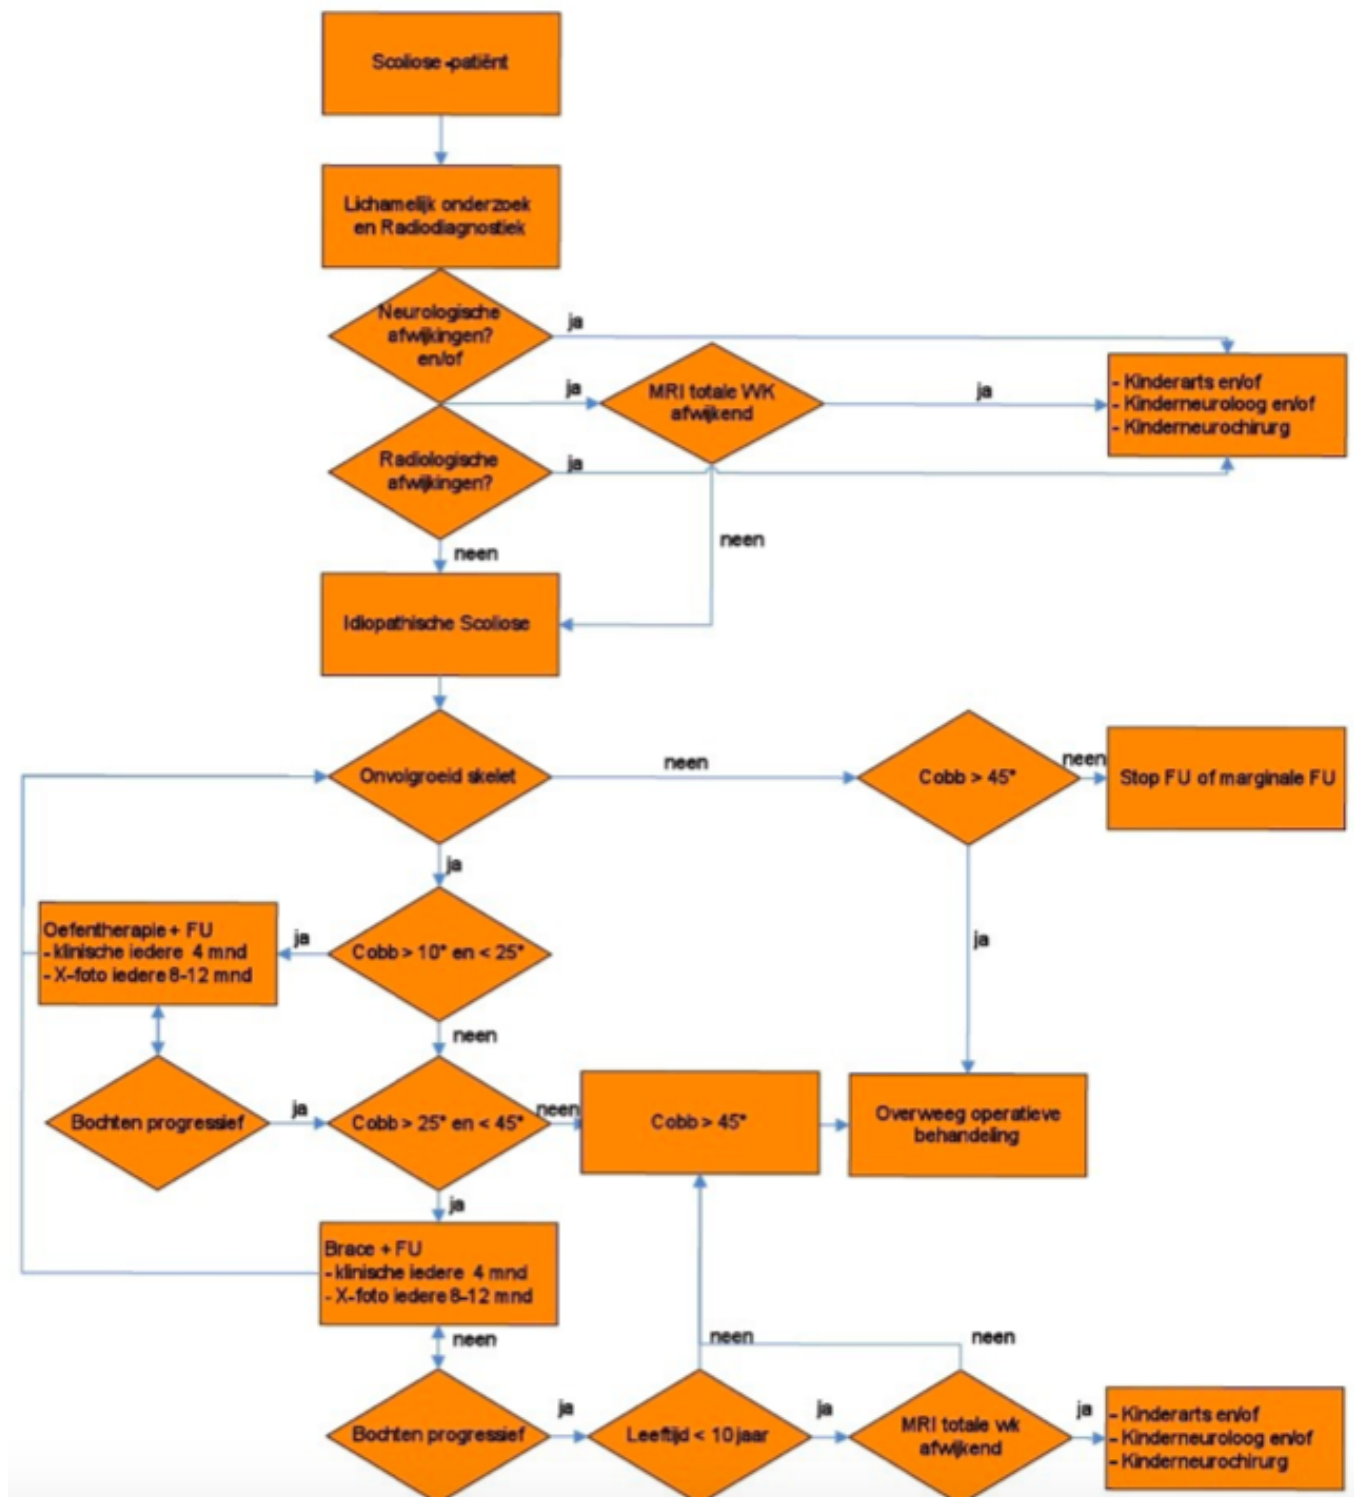 Scoliose -patiënt
Lichamelijk onderzoek
en Radiodiagnostiek
Neurologische
afwijkingen?
en/of
ja
ja
MRI totale WK
afwijkend
ja
- Kinderarts en/of
- Kinderneuroloog en/of
- Kinderneurochirurg
Radiologische
afwijkingen?
ja
neen
neen
Idiopathische Scoliose
Onvolgroeid skelet
neen
Cobb > 45°
neen
Stop FU of marginale FU
ja
Oefentherapie + FU
- klinische iedere 4 mnd
- X-foto iedere 8-12 mnd
ja
Cobb > 10° en < 25°
ja
neen
Bochten progressief
ja
Cobb > 25° en < 45°
neen
Cobb > 45°
Overweeg operatieve
behandeling
ja
Brace + FU
- klinische iedere 4 mnd
- X-foto iedere 8-12 mnd
neen
neen
neen
Bochten progressief
ja
Leeftijd < 10 jaar
ja
MRI totale wk
afwijkend
ja
- Kinderarts en/of
- Kinderneuroloog en/of
- Kinderneurochirurg